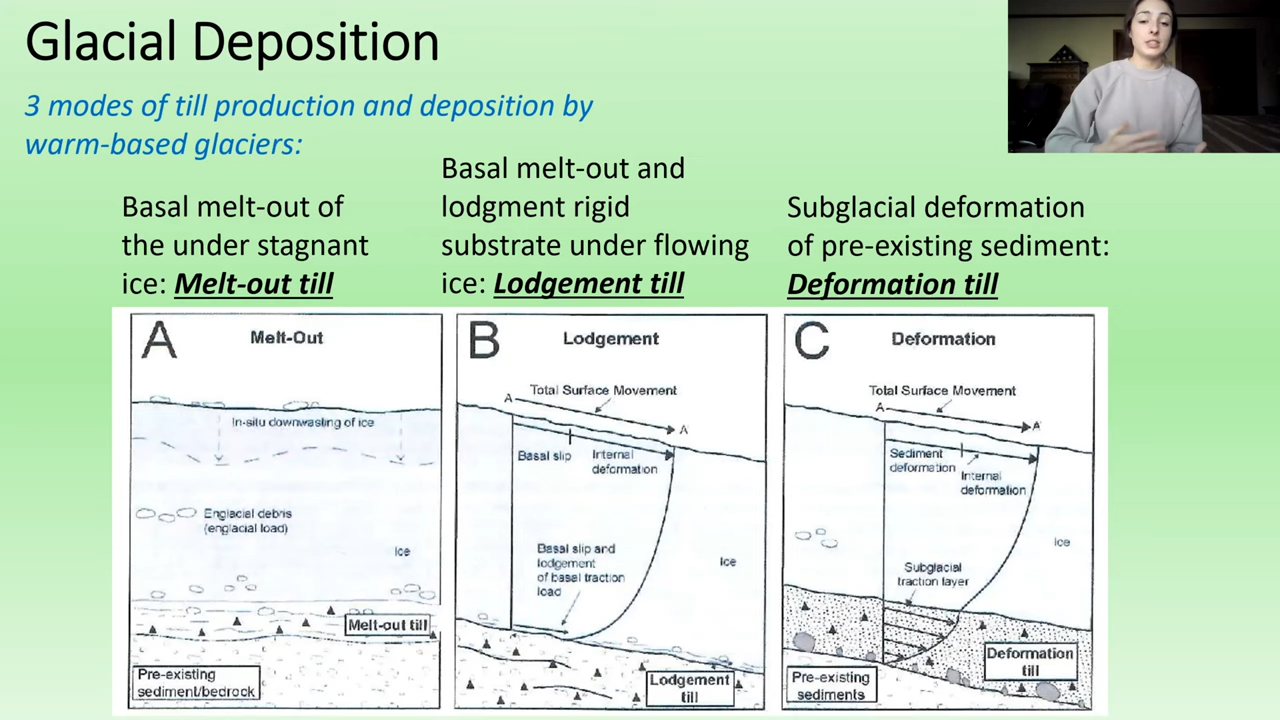 Glacial Deposition
3 modes of till production and deposition by
warm-based glaciers:
Basal melt-out of
the under stagnant
ice: Melt-out till
Basal melt-out and
lodgment rigid
substrate under flowing
ice: Lodgement till
Subglacial deformation
of pre-existing sediment:
Deformation till
A
Melt-Out
In-situ downwasting of ice
Englacial debris
(englacial load)
Ice
Melt-out till
Pre-existing
sediment/bedrock
B
Lodgement
Total Surface Movement
A
A'
Basal slip
Internal
deformation
Basal slip and
lodgement
of basal traction
load
Ice
Lodgement
till
C
Deformation
Total Surface Movement
A
A'
Sediment
deformation
Internal
deformation
Ice
Subglacial
traction layer
Deformation
till
Pre-existing
sediments